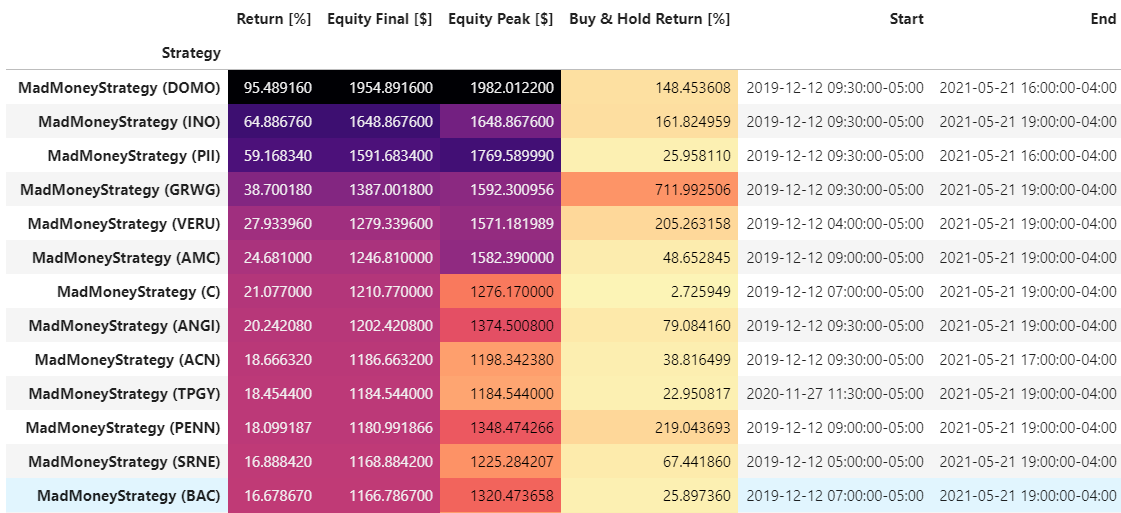 Return [%] Equity Final [$] Equity Peak [$] Buy & Hold Return [%] Start End
Strategy
MadMoneyStrategy (DOMO) 95.489160 1954.891600 1982.012200 148.453608 2019-12-12 09:30:00-05:00 2021-05-21 16:00:00-04:00
MadMoneyStrategy (INO) 64.886760 1648.867600 1648.867600 161.824959 2019-12-12 09:30:00-05:00 2021-05-21 19:00:00-04:00
MadMoneyStrategy (PII) 59.168340 1591.683400 1769.589990 25.958110 2019-12-12 09:30:00-05:00 2021-05-21 16:00:00-04:00
MadMoneyStrategy (GRWG) 38.700180 1387.001800 1592.300956 711.992506 2019-12-12 09:30:00-05:00 2021-05-21 19:00:00-04:00
MadMoneyStrategy (VERU) 27.933960 1279.339600 1571.181989 205.263158 2019-12-12 04:00:00-05:00 2021-05-21 19:00:00-04:00
MadMoneyStrategy (AMC) 24.681000 1246.810000 1582.390000 48.652845 2019-12-12 09:00:00-05:00 2021-05-21 19:00:00-04:00
MadMoneyStrategy (C) 21.077000 1210.770000 1276.170000 2.725949 2019-12-12 07:00:00-05:00 2021-05-21 19:00:00-04:00
MadMoneyStrategy (ANGI) 20.242080 1202.420800 1374.500800 79.084160 2019-12-12 09:30:00-05:00 2021-05-21 19:00:00-04:00
MadMoneyStrategy (ACN) 18.666320 1186.663200 1198.342380 38.816499 2019-12-12 09:30:00-05:00 2021-05-21 17:00:00-04:00
MadMoneyStrategy (TPGY) 18.454400 1184.544000 1184.544000 22.950817 2020-11-27 11:30:00-05:00 2021-05-21 19:00:00-04:00
MadMoneyStrategy (PENN) 18.099187 1180.991866 1348.474266 219.043693 2019-12-12 09:00:00-05:00 2021-05-21 19:00:00-04:00
MadMoneyStrategy (SRNE) 16.888420 1168.884200 1225.284207 67.441860 2019-12-12 05:00:00-05:00 2021-05-21 19:00:00-04:00
MadMoneyStrategy (BAC) 16.678670 1166.786700 1320.473658 25.897360 2019-12-12 07:00:00-05:00 2021-05-21 19:00:00-04:00